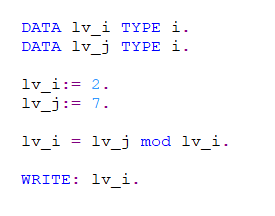 DATA lv_i TYPE i.
DATA lv_j TYPE i.
lv_i:= 2.
lv_j:= 7.
lv_i = lv_j mod lv_i.
WRITE: lv_i.